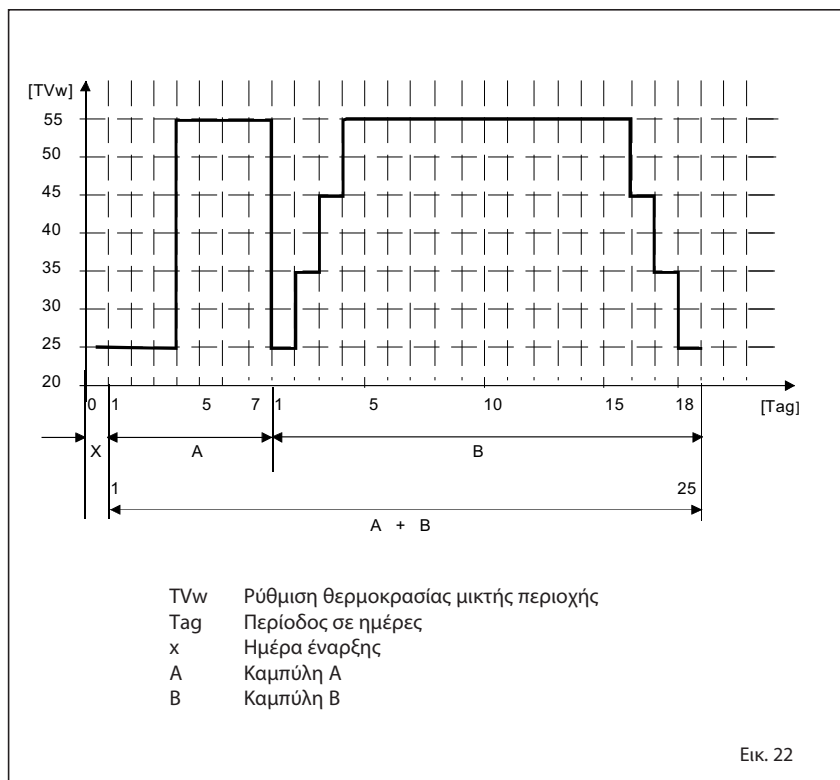 [TVw]
55
50
45
40
35
30
25
20
0 1 5 7 1 5 10 15 18 [Tag]
X A B
1 25
A + B
TVw Ρύθμιση θερμοκρασίας μικτής περιοχής
Tag Περίοδος σε ημέρες
x Ημέρα έναρξης
A Καμπύλη A
B Καμπύλη B
Εικ. 22